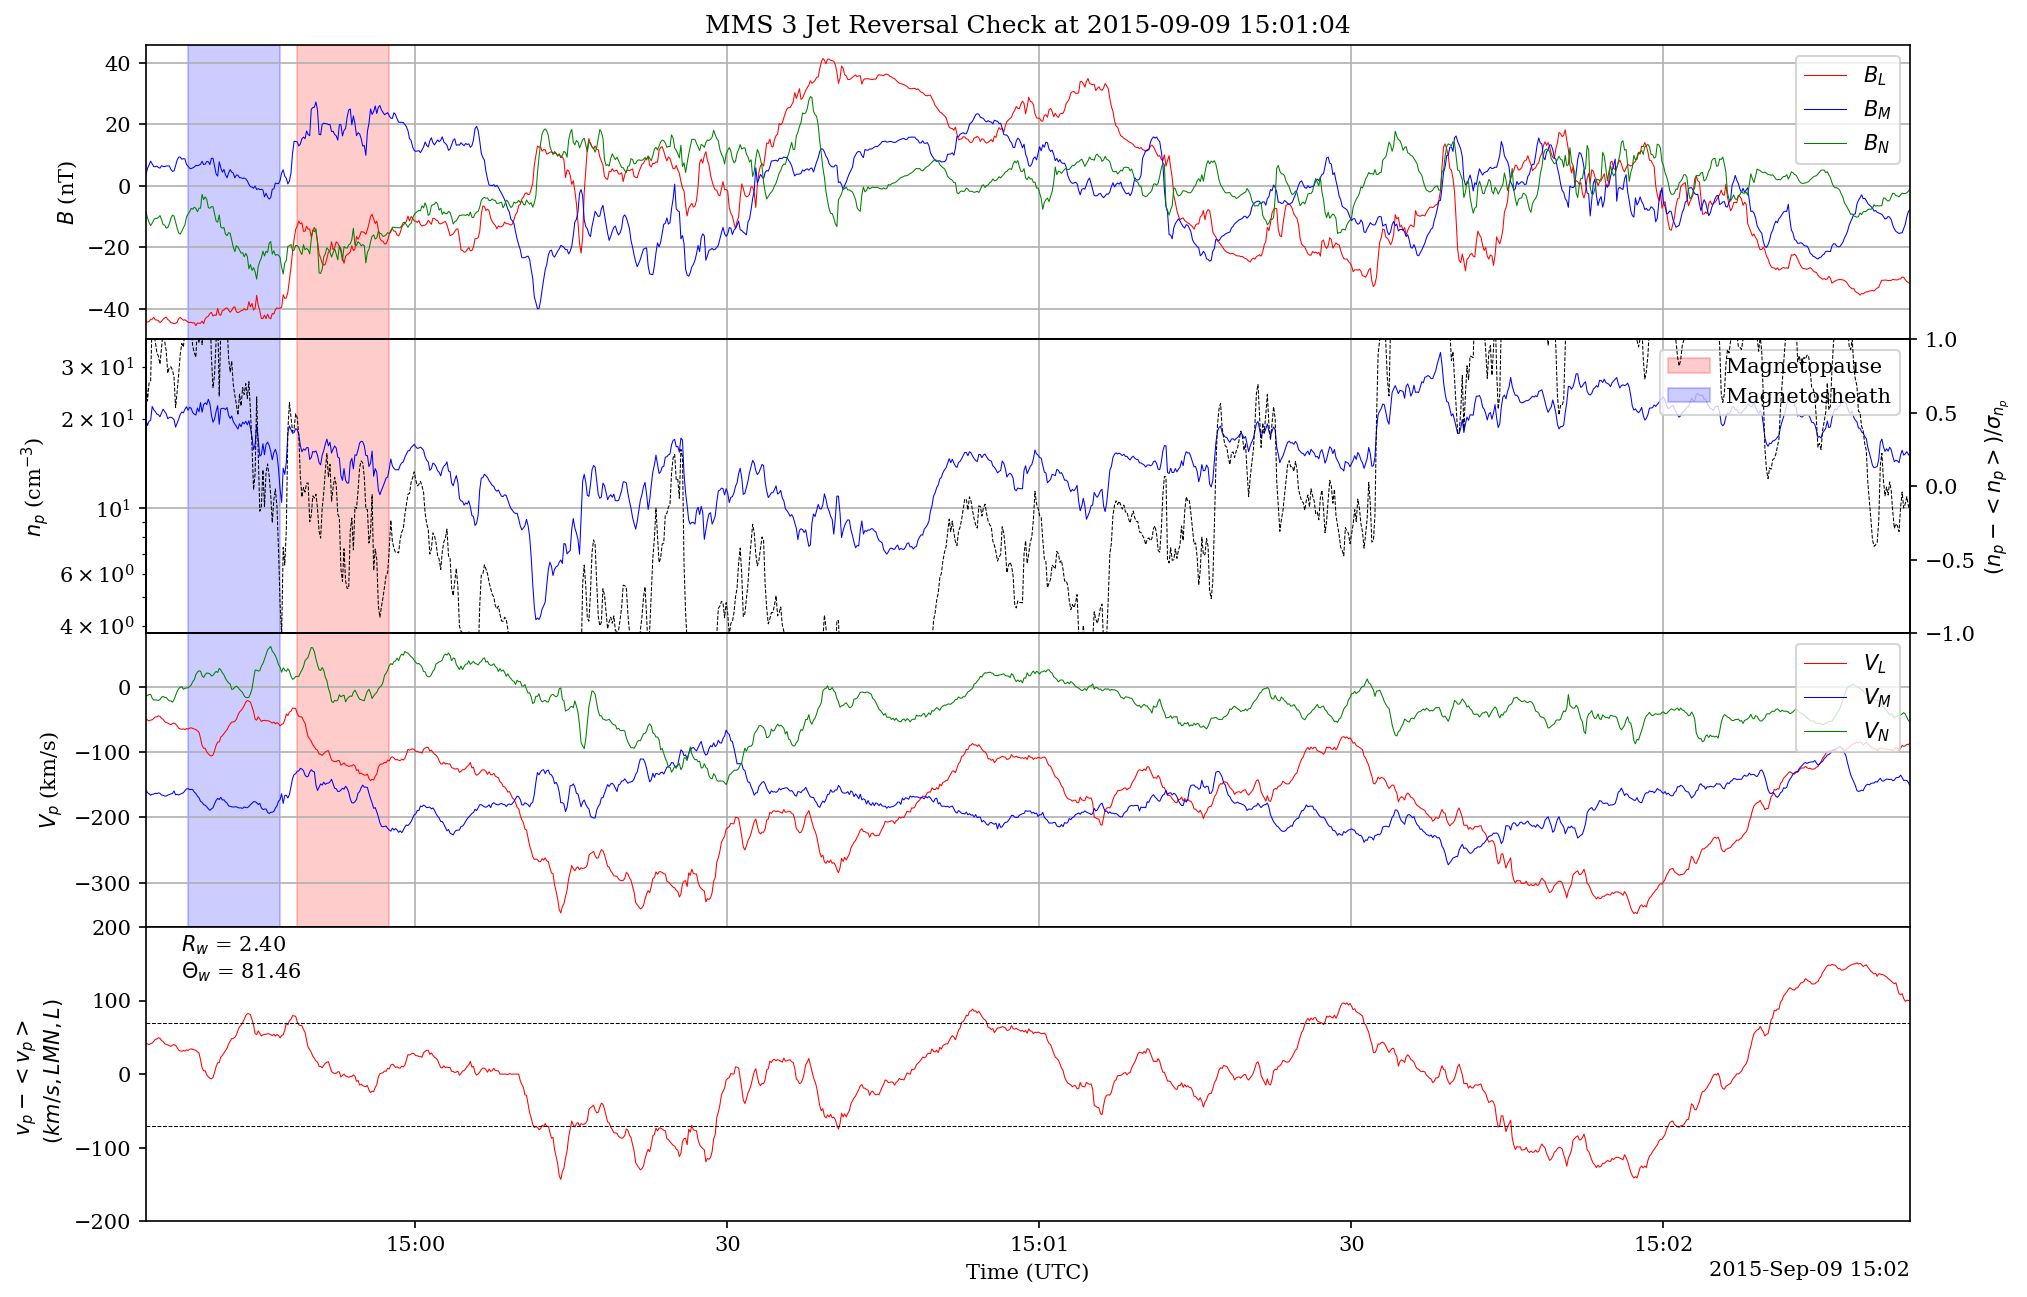 MMS 3 Jet Reversal Check at 2015-09-09 15:01:04
40
20
0
−20
−40
B (nT)
B_L
B_M
B_N
3 × 10^1
2 × 10^1
10^1
6 × 10^0
4 × 10^0
n_p (cm^−3)
1.0
0.5
0.0
−0.5
−1.0
(n_p − < n_p >)/σ_{n_p}
Magnetopause
Magnetosheath
0
−100
−200
−300
V_p (km/s)
V_L
V_M
V_N
200
100
0
−100
−200
v_p − < v_p >
(km/s, LMN, L)
R_w = 2.40
Θ_w = 81.46
15:00 30 15:01 30 15:02
Time (UTC)
2015-Sep-09 15:02